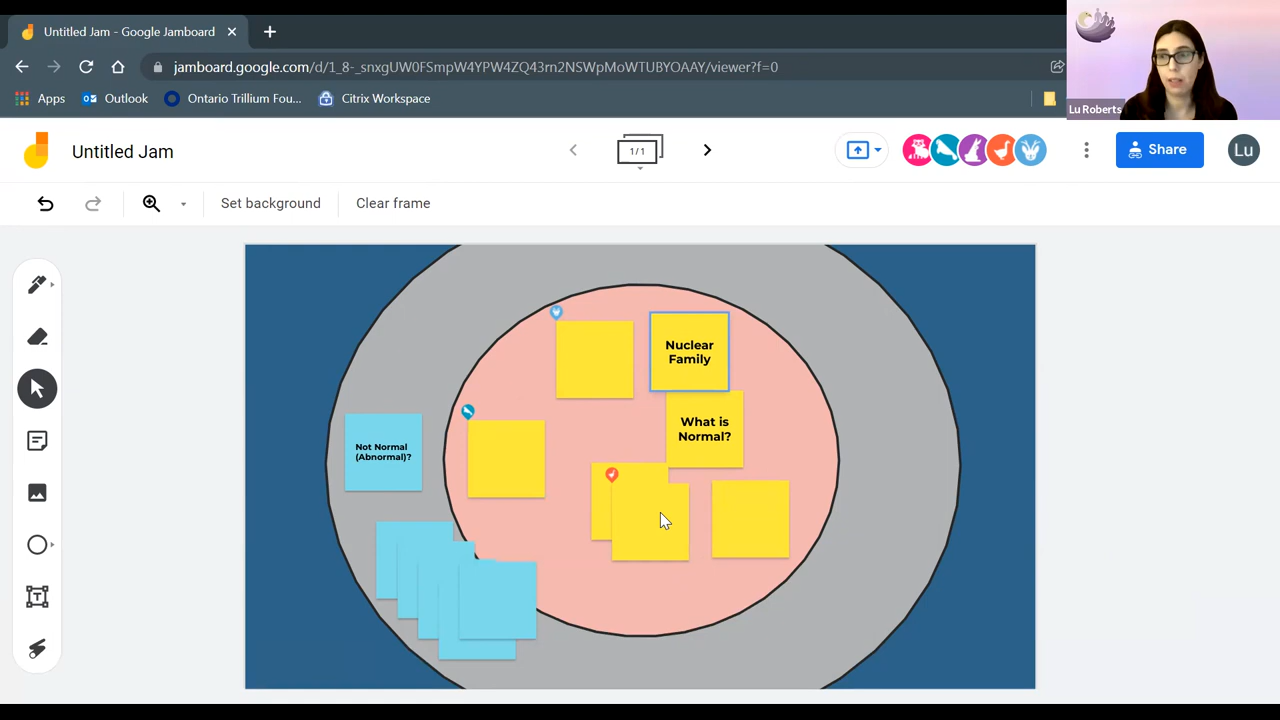 Untitled Jam - Google Jamboard
jamboard.google.com/d/1_8-_snxgUW0FSmpW4YPW4ZQ43rn2NSWpMoWTUBYOAAY/viewer?f=0
Apps Outlook Ontario Trillium Fou... Citrix Workspace
Lu Roberts
Untitled Jam
1/1
Share
Lu
Set background Clear frame
Nuclear
Family
What is
Normal?
Not Normal
(Abnormal)?